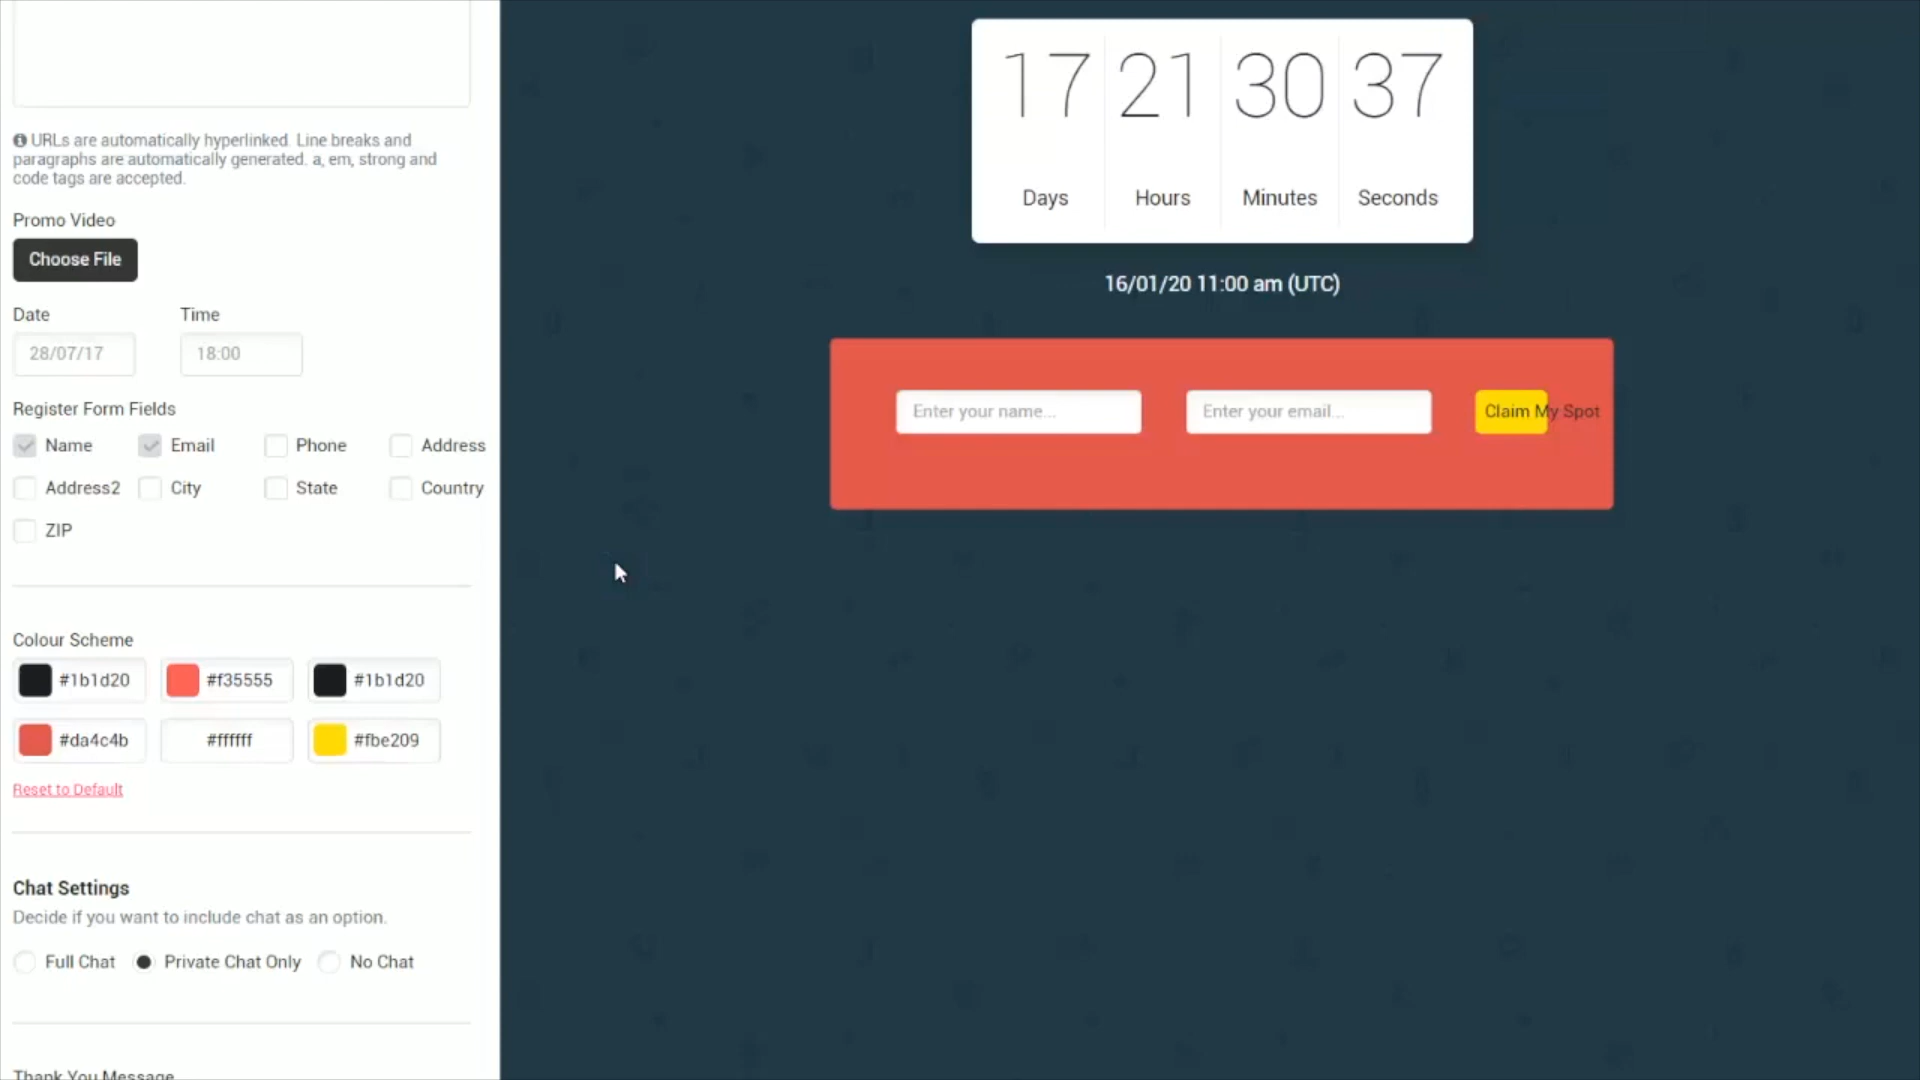 URLs are automatically hyperlinked. Line breaks and
paragraphs are automatically generated. a, em, strong and
code tags are accepted.
Promo Video
Choose File
Date Time
28/07/17 18:00
Register Form Fields
Name Email Phone Address
Address2 City State Country
ZIP
Colour Scheme
#1b1d20 #f35555 #1b1d20
#da4c4b #ffffff #fbe209
Reset to Default
Chat Settings
Decide if you want to include chat as an option.
Full Chat Private Chat Only No Chat
Thank You Message
17 21 30 37
Days Hours Minutes Seconds
16/01/20 11:00 am (UTC)
Enter your name... Enter your email... Claim My Spot